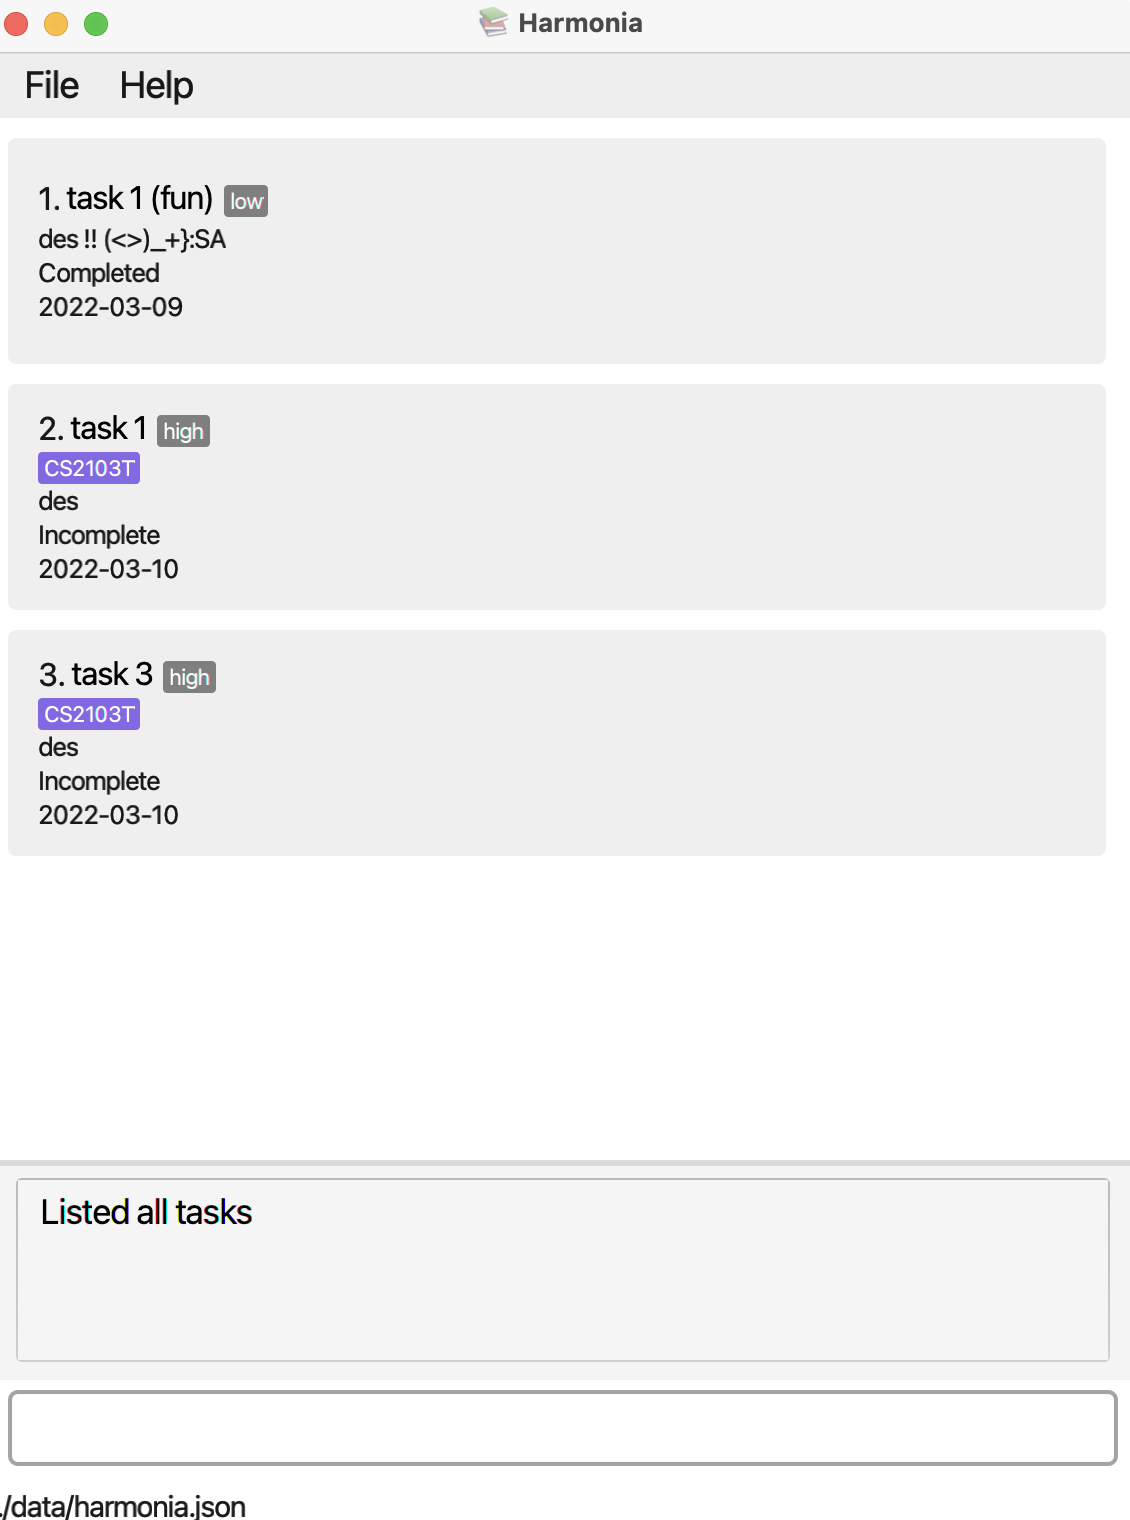 Harmonia
File Help
1. task 1 (fun) low
des !! (<>)_+}:SA
Completed
2022-03-09
2. task 1 high
CS2103T
des
Incomplete
2022-03-10
3. task 3 high
CS2103T
des
Incomplete
2022-03-10
Listed all tasks
./data/harmonia.json